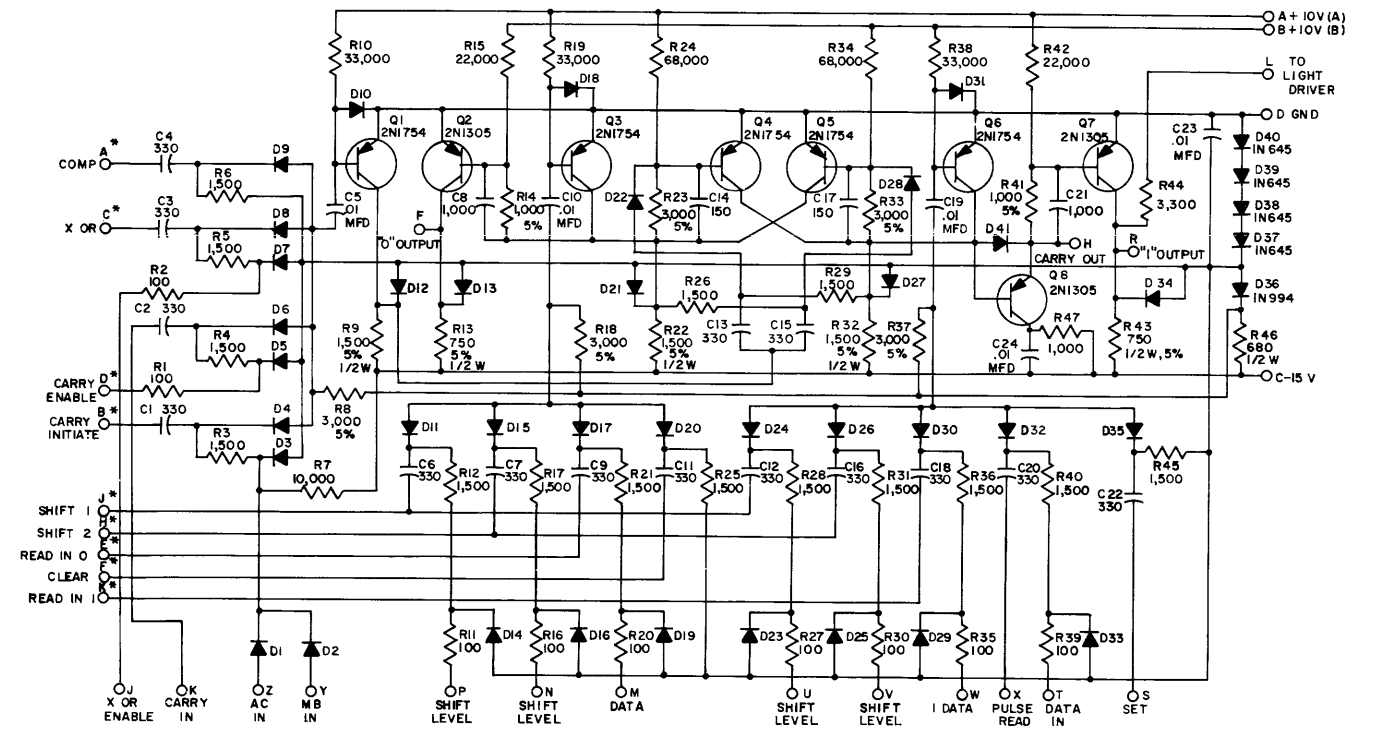 A+10V(A)
B+10V(B)
R10
33,000
R15
22,000
R19
33,000
R24
68,000
R34
68,000
R38
33,000
R42
22,000
L TO
LIGHT
DRIVER
D18
D31
D10
Q1
2N1754
Q2
2N1305
Q3
2N1754
Q4
2N1754
Q5
2N1754
Q6
2N1754
Q7
2N1305
D GND
C23
.01
MFD
D40
IN645
D39
IN645
D38
IN645
D37
IN645
D36
IN994
A*
COMP
C4
330
D9
R6
1,500
C*
X OR
C3
330
D8
R5
1,500
D7
C5
.01
MFD
F
"O" OUTPUT
C8
1,000
R14
1,000
5%
C10
.01
MFD
D22
R23
3,000
5%
C14
150
C17
150
D28
R33
3,000
5%
C19
.01
MFD
R41
1,000
5%
C21
1,000
R44
3,300
D41
H
CARRY OUT
R
"1" OUTPUT
R2
100
C2 330
D6
R4
1,500
D5
R1
100
D*
CARRY
ENABLE
B*
CARRY
INITIATE
C1 330
D4
R3
1,500
D3
D12
D13
D21
R26
1,500
R29
1,500
D27
Q8
2N1305
D34
R9
1,500
5%
1/2W
R13
750
5%
1/2W
R18
3,000
5%
R22
1,500
5%
1/2W
C13
330
C15
330
R32
1,500
5%
1/2W
R37
3,000
5%
C24
.01
MFD
R47
1,000
R43
750
1/2W,5%
R46
680
1/2W
C-15 V
R8
3,000
5%
R7
10,000
D11
D15
D17
D20
D24
D26
D30
D32
D35
C6
330
R12
1,500
C7
330
R17
1,500
C9
330
R21
1,500
C11
330
R25
1,500
C12
330
R28
1,500
C16
330
R31
1,500
C18
330
R36
1,500
C20
330
R40
1,500
C22
330
R45
1,500
J*
SHIFT 1
H*
SHIFT 2
E*
READ IN 0
F*
CLEAR
K*
READ IN 1
D1
D2
R11
100
D14
R16
100
D16
R20
100
D19
D23
R27
100
D25
R30
100
D29
R35
100
R39
100
D33
J
X OR
ENABLE
K
CARRY
IN
Z
AC
IN
Y
MB
IN
P
SHIFT
LEVEL
N
SHIFT
LEVEL
M
DATA
U
SHIFT
LEVEL
V
SHIFT
LEVEL
W
1 DATA
X
PULSE
READ
T
DATA
IN
S
SET